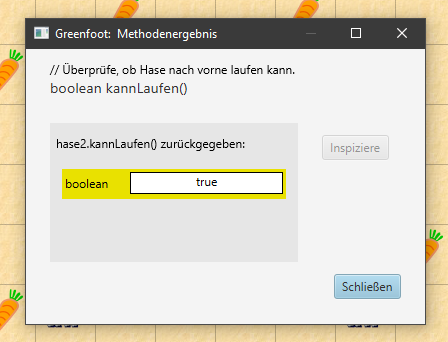 Greenfoot: Methodenergebnis
// Überprüfe, ob Hase nach vorne laufen kann.
boolean kannLaufen()
hase2.kannLaufen() zurückgegeben:
Inspiziere
boolean true
Schließen